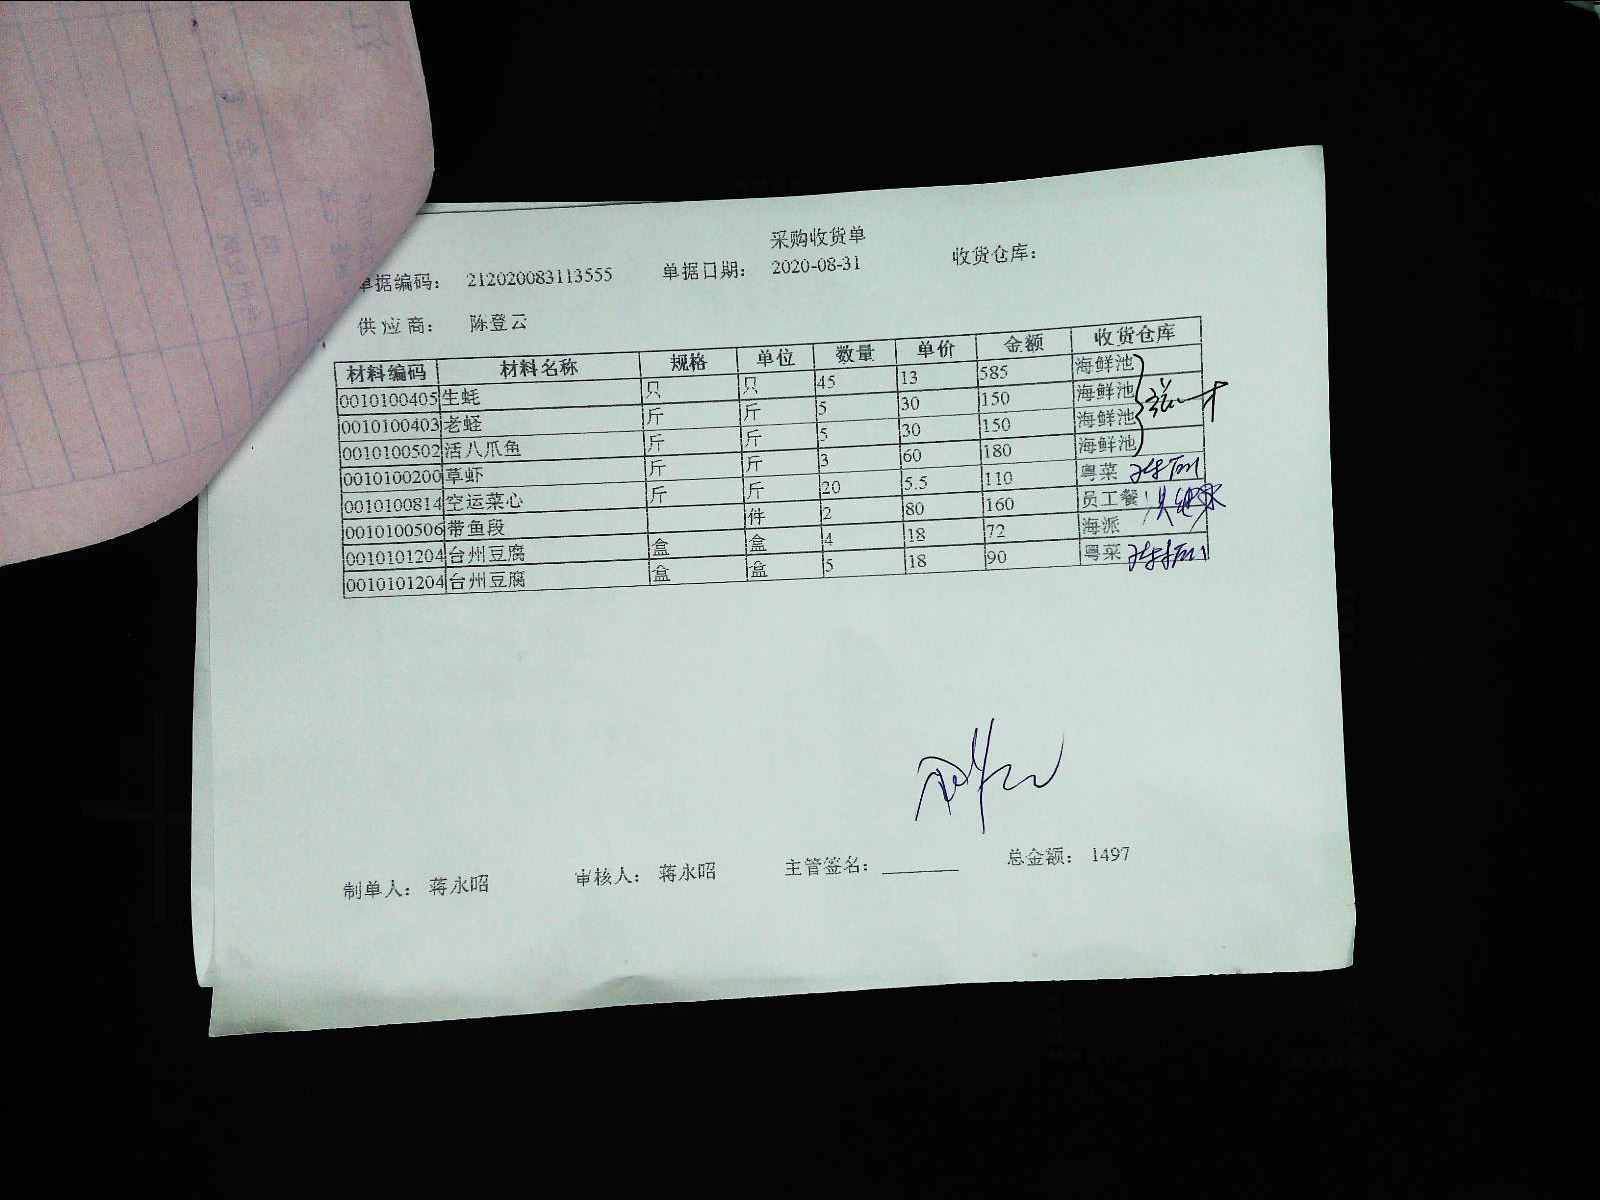 采购收货单
单据编码： 212020083113555 单据日期： 2020-08-31 收货仓库：
供应商： 陈登云
材料编码 材料名称 规格 单位 数量 单价 金额 收货仓库
0010100405 生蚝 只 只 45 13 585 海鲜池
0010100403 老蛏 斤 斤 5 30 150 海鲜池
0010100502 活八爪鱼 斤 斤 5 30 150 海鲜池
0010100200 草虾 斤 斤 3 60 180 海鲜池
0010100814 空运菜心 斤 斤 20 5.5 110 粤菜
0010100506 带鱼段 件 2 80 160 员工餐
0010101204 台州豆腐 盒 盒 4 18 72 海派
0010101204 台州豆腐 盒 盒 5 18 90 粤菜
制单人： 蒋永昭 审核人： 蒋永昭 主管签名： 总金额： 1497